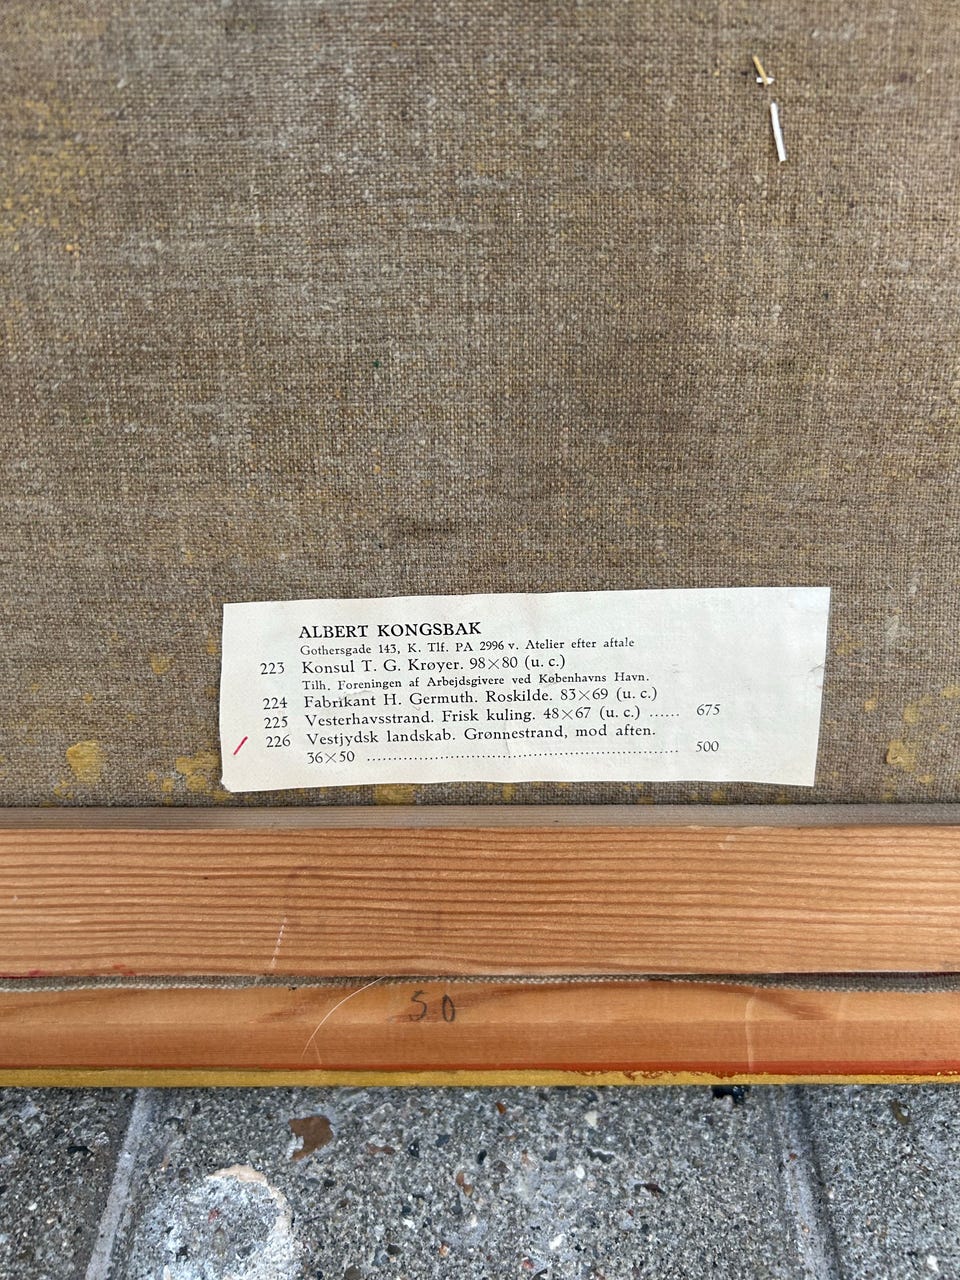 ALBERT KONGSBAK
Gothersgade 143, K. Tlf. PA 2996 v. Atelier efter aftale
223 Konsul T. G. Krøyer. 98×80 (u. c.)
Tilh. Foreningen af Arbejdsgivere ved Københavns Havn.
224 Fabrikant H. Germuth. Roskilde. 83×69 (u. c.)
225 Vesterhavsstrand. Frisk kuling. 48×67 (u. c.) ...... 675
226 Vestjydsk landskab. Grønnestrand, mod aften.
36×50 ........................................................ 500
50